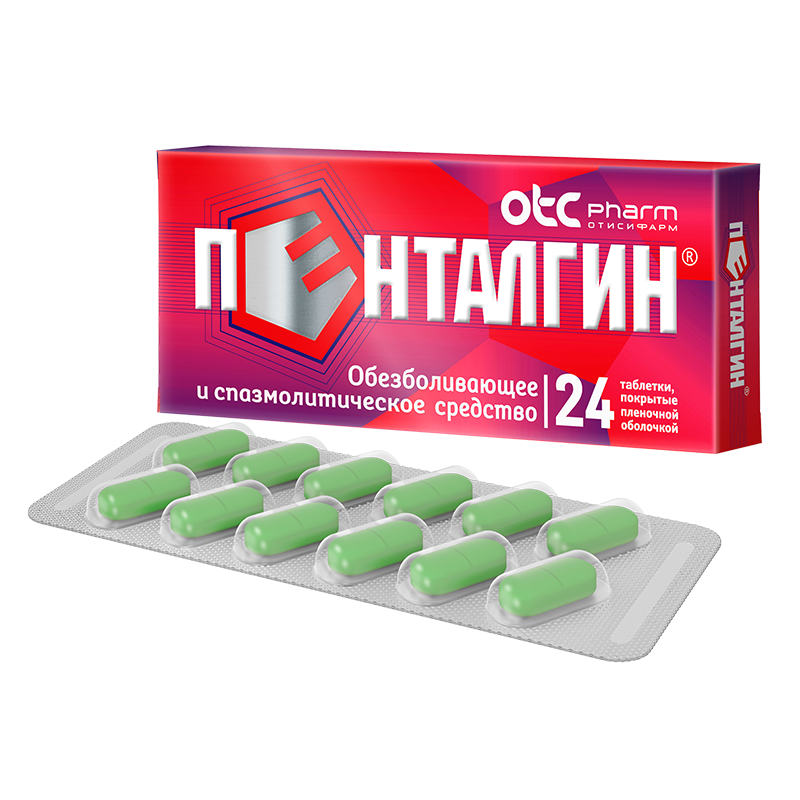 otc pharm
ОТИСИФАРМ
ПЕНТАЛГИН®
Обезболивающее
и спазмолитическое средство
24
таблетки,
покрытые
пленочной
оболочкой
ПЕНТАЛГИН®